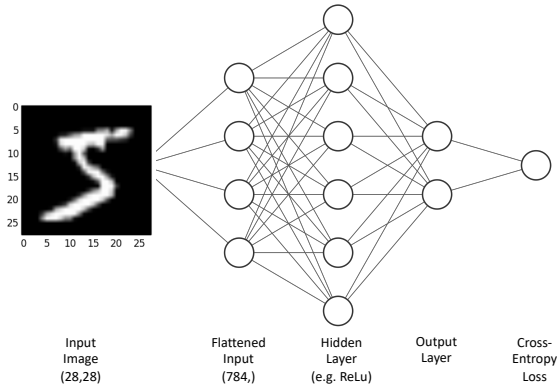 0
5
10
15
20
25
0 5 10 15 20 25
Input
Image
(28,28)
Flattened
Input
(784,)
Hidden
Layer
(e.g. ReLu)
Output
Layer
Cross-
Entropy
Loss